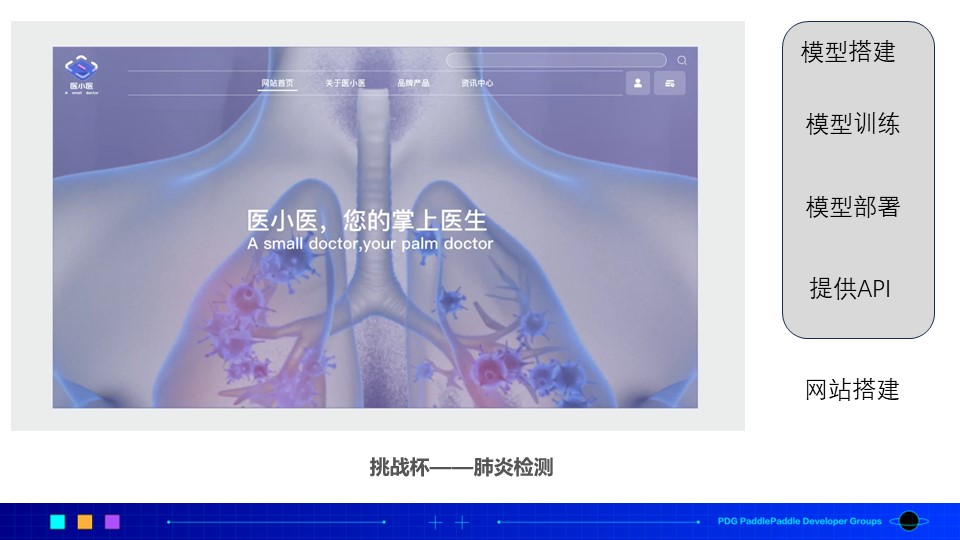 医小医
A small doctor
网站首页
关于医小医
品牌产品
资讯中心
医小医，您的掌上医生
A small doctor,your palm doctor
模型搭建
模型训练
模型部署
提供API
网站搭建
挑战杯——肺炎检测
PDG PaddlePaddle Developer Groups